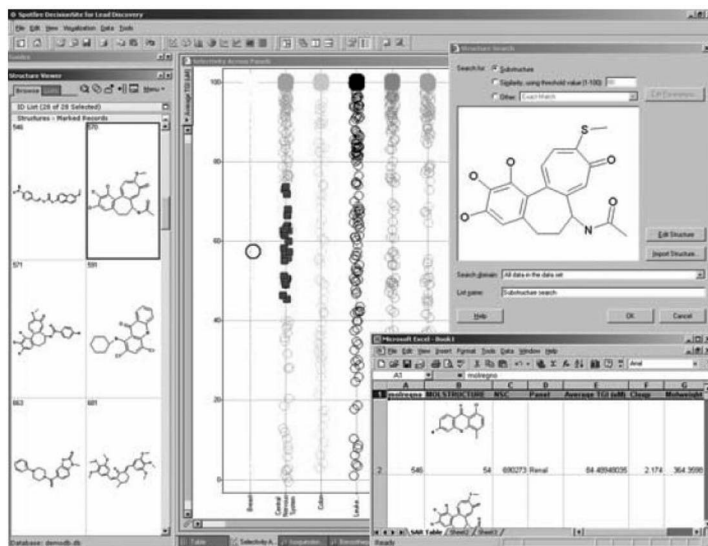 Spotfire DecisionSite for Lead Discovery
File Edit View Visualization Data Tools
Guides
Structure Viewer
Browse
Menu
ID List (28 of 28 Selected)
Structures - Marked Records
546
570
571
591
663
681
Database: demodb.db
Selectivity Across Panels
Average TGI (uM)
100
80
60
40
20
0
Breast
Central Nervous System
Colon
Leuke...
Table
Selectivity A...
Structure Search
Search for:
Substructure
Similarity, using threshold value (1-100):
Other:
Exact Match
S
O
O
O
O
O
N
Edit Structure
Import Structure...
Search domain:
All data in the data set
List name:
Substructure search
Help
OK
Cancel
Microsoft Excel - Book1
File Edit View Insert Format Tools Data Window Help
Arial
A1
molregno
A B C D E F G
1 molregno MOLSTRUCTURE NSC Panel Average TGI (uM) Clogp Molweight
2 546 54 690273 Renal 84.48948035 2.174 364.3598
SAR Table Sheet2 Sheet3
Ready